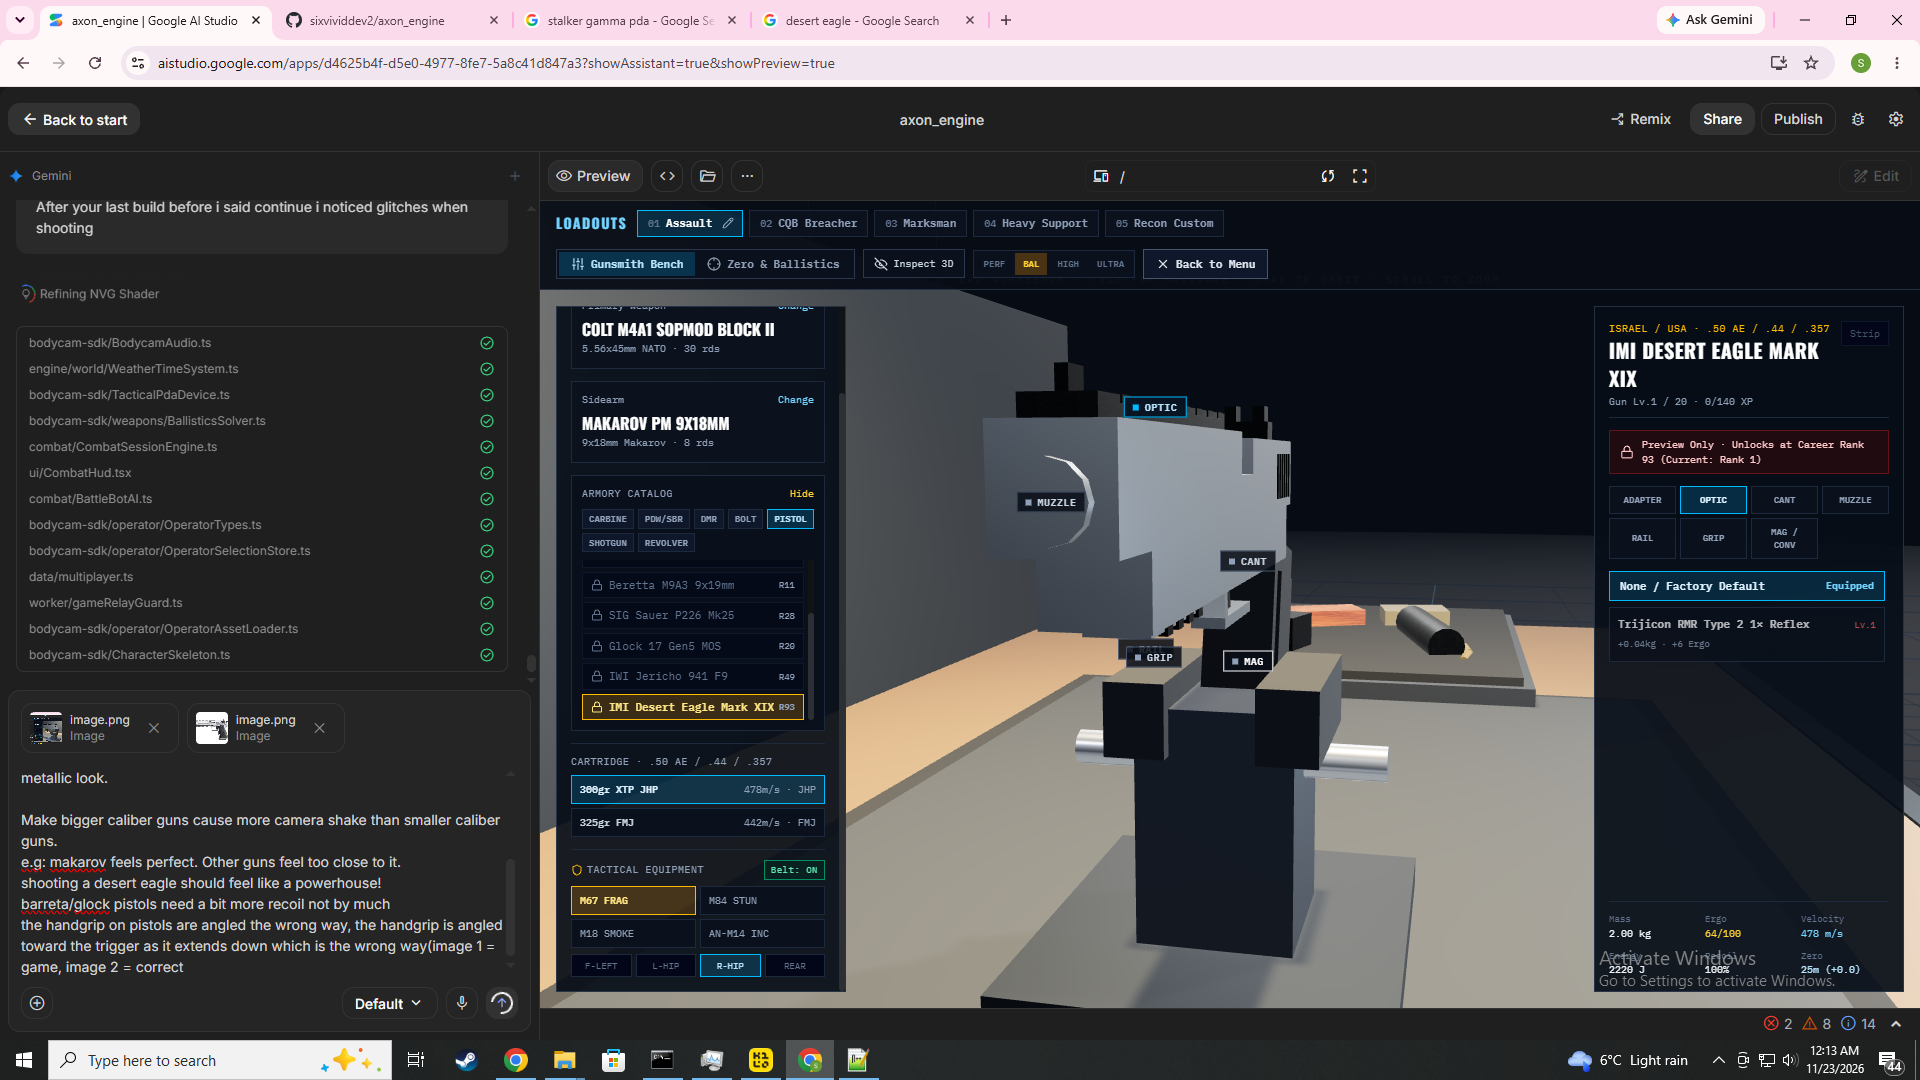 axon_engine | Google AI Studio
sixvividdev2/axon_engine
stalker gamma pda - Google Se
desert eagle - Google Search
Ask Gemini
aistudio.google.com/apps/d4625b4f-d5e0-4977-8fe7-5a8c41d847a3?showAssistant=true&showPreview=true
S
Back to start
axon_engine
Remix
Share
Publish
Gemini
Preview
/
Edit
After your last build before i said continue i noticed glitches when
shooting
Refining NVG Shader
bodycam-sdk/BodycamAudio.ts
engine/world/WeatherTimeSystem.ts
bodycam-sdk/TacticalPdaDevice.ts
bodycam-sdk/weapons/BallisticsSolver.ts
combat/CombatSessionEngine.ts
ui/CombatHud.tsx
combat/BattleBotAI.ts
bodycam-sdk/operator/OperatorTypes.ts
bodycam-sdk/operator/OperatorSelectionStore.ts
data/multiplayer.ts
worker/gameRelayGuard.ts
bodycam-sdk/operator/OperatorAssetLoader.ts
bodycam-sdk/CharacterSkeleton.ts
image.png
Image
image.png
Image
metallic look.
Make bigger caliber guns cause more camera shake than smaller caliber
guns.
e.g: makarov feels perfect. Other guns feel too close to it.
shooting a desert eagle should feel like a powerhouse!
barreta/glock pistols need a bit more recoil not by much
the handgrip on pistols are angled the wrong way, the handgrip is angled
toward the trigger as it extends down which is the wrong way(image 1 =
game, image 2 = correct
Default
LOADOUTS
01 Assault
02 CQB Breacher
03 Marksman
04 Heavy Support
05 Recon Custom
Gunsmith Bench
Zero & Ballistics
Inspect 3D
PERF
BAL
HIGH
ULTRA
Back to Menu
Primary Weapon
Change
COLT M4A1 SOPMOD BLOCK II
5.56x45mm NATO · 30 rds
Sidearm
Change
MAKAROV PM 9X18MM
9x18mm Makarov · 8 rds
ARMORY CATALOG
Hide
CARBINE
PDW/SBR
DMR
BOLT
PISTOL
SHOTGUN
REVOLVER
Beretta M9A3 9x19mm R11
SIG Sauer P226 Mk25 R28
Glock 17 Gen5 MOS R20
IWI Jericho 941 F9 R49
IMI Desert Eagle Mark XIX R93
CARTRIDGE · .50 AE / .44 / .357
300gr XTP JHP 478m/s · JHP
325gr FMJ 442m/s · FMJ
TACTICAL EQUIPMENT
Belt: ON
M67 FRAG
M84 STUN
M18 SMOKE
AN-M14 INC
F-LEFT
L-HIP
R-HIP
REAR
OPTIC
MUZZLE
CANT
GRIP
MAG
ISRAEL / USA · .50 AE / .44 / .357
Strip
IMI DESERT EAGLE MARK
XIX
Gun Lv.1 / 20 · 0/140 XP
Preview Only · Unlocks at Career Rank
93 (Current: Rank 1)
ADAPTER
OPTIC
CANT
MUZZLE
RAIL
GRIP
MAG /
CONV
None / Factory Default Equipped
Trijicon RMR Type 2 1× Reflex Lv.1
+0.04kg · +6 Ergo
Mass
Ergo
Velocity
2.00 kg
64/100
478 m/s
Zero
2220 J
100%
25m (+0.0)
Activate Windows
Go to Settings to activate Windows.
2
8
14
Type here to search
6°C Light rain
12:13 AM
11/23/2026
44